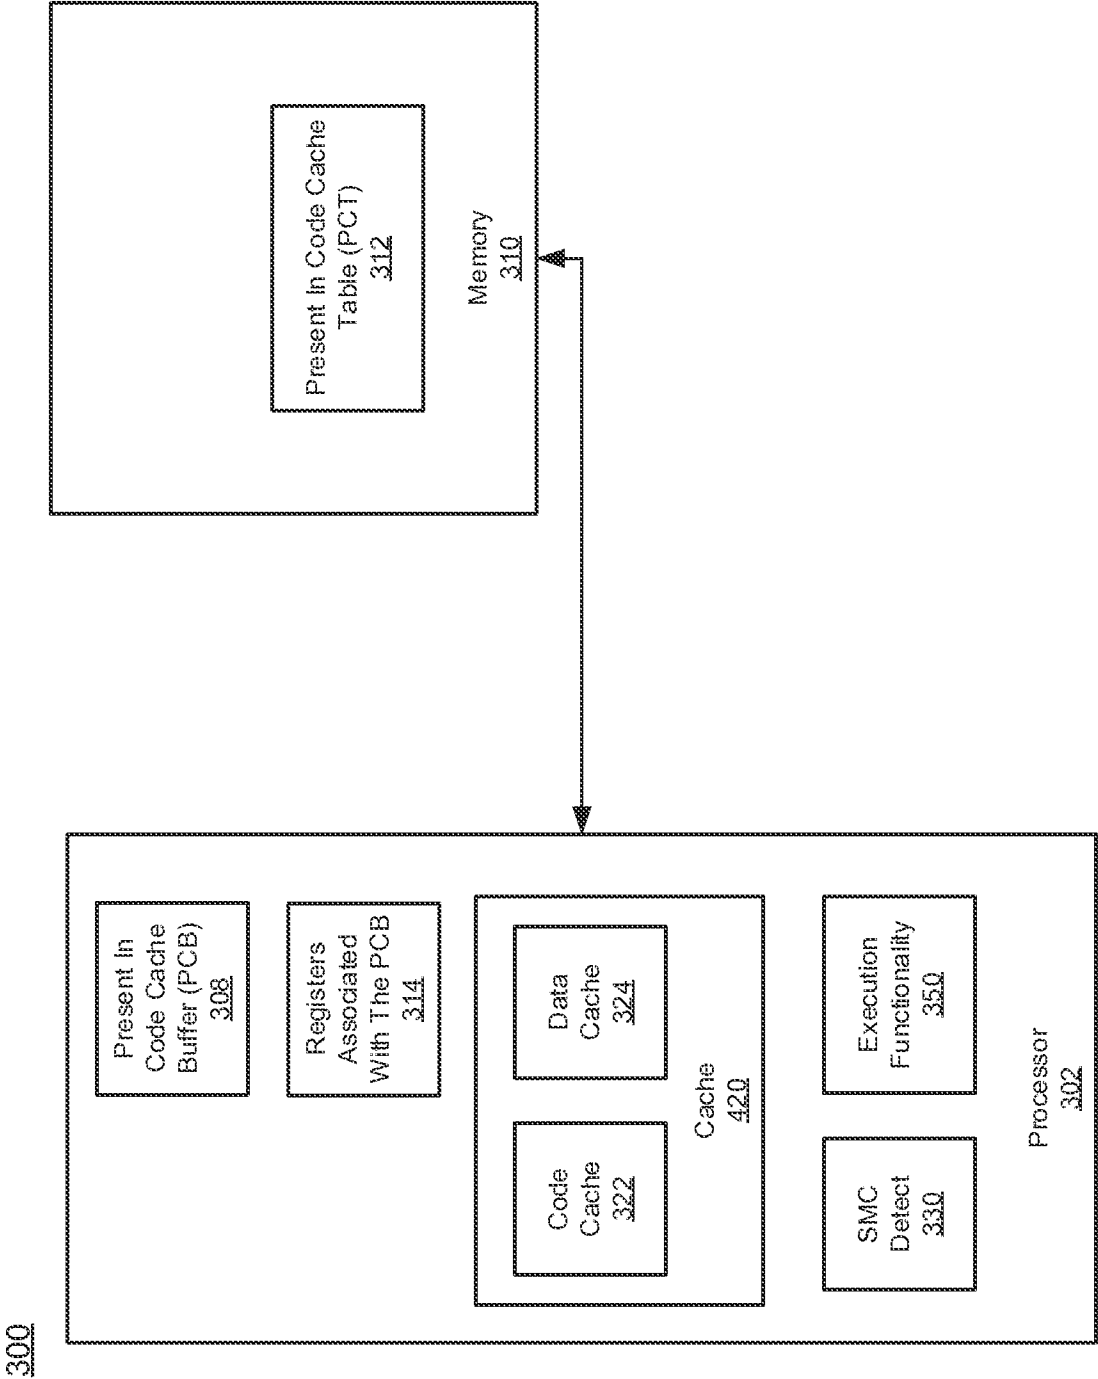 300
Present In
Code Cache
Buffer (PCB)
308
Registers
Associated
With The PCB
314
Code
Cache
322
Data
Cache
324
Cache
420
SMC
Detect
330
Execution
Functionality
350
Processor
302
Present In Code Cache
Table (PCT)
312
Memory
310